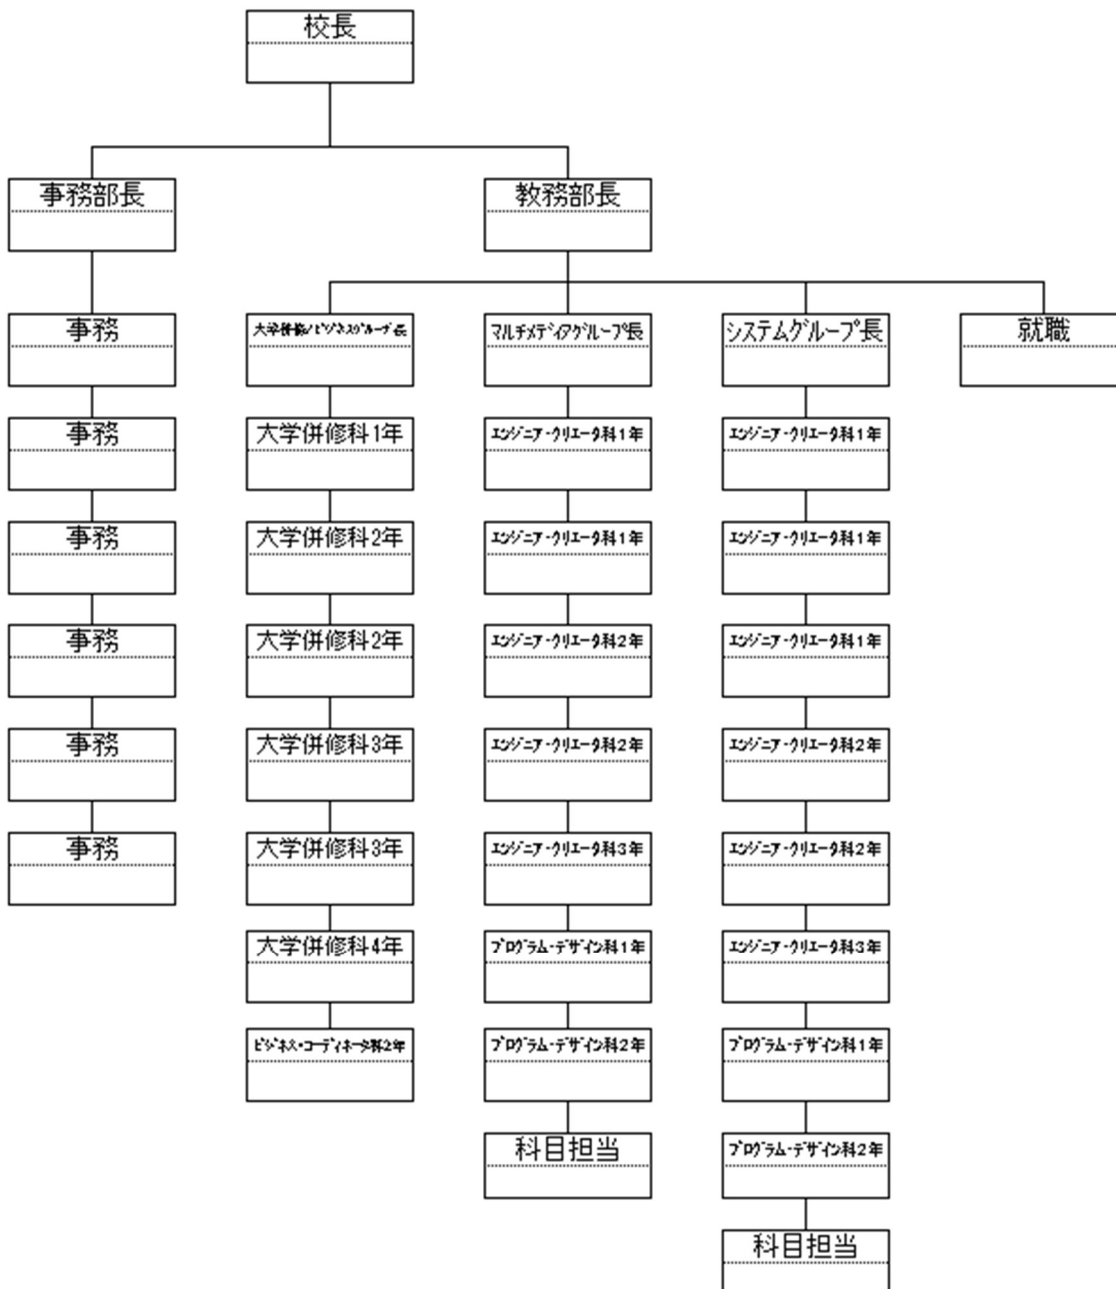 校長
事務部長
教務部長
事務
大学併修/ビジネスグループ長
マルチメディアグループ長
システムグループ長
就職
事務
大学併修科1年
エンジニア・クリエータ科1年
エンジニア・クリエータ科1年
事務
大学併修科2年
エンジニア・クリエータ科1年
エンジニア・クリエータ科1年
事務
大学併修科2年
エンジニア・クリエータ科2年
エンジニア・クリエータ科1年
事務
大学併修科3年
エンジニア・クリエータ科2年
エンジニア・クリエータ科2年
事務
大学併修科3年
エンジニア・クリエータ科3年
エンジニア・クリエータ科2年
大学併修科4年
プログラム・デザイン科1年
エンジニア・クリエータ科3年
ビジネス・コーディネータ科2年
プログラム・デザイン科2年
プログラム・デザイン科1年
科目担当
プログラム・デザイン科2年
科目担当